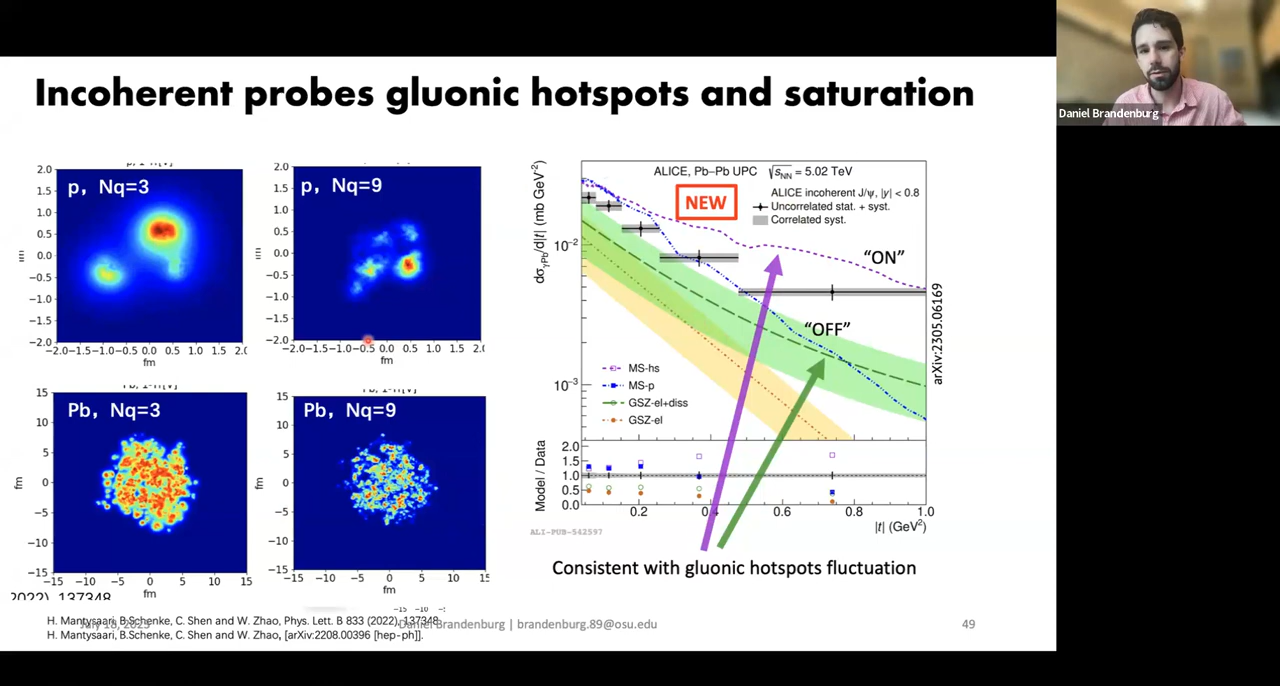 Incoherent probes gluonic hotspots and saturation
Daniel Brandenburg
p, Nq=3
2.0
1.5
1.0
0.5
0.0
−0.5
−1.0
−1.5
−2.0
−2.0−1.5−1.0−0.5 0.0 0.5 1.0 1.5 2.0
fm
p, Nq=9
2.0
1.5
1.0
0.5
0.0
−0.5
−1.0
−1.5
−2.0
−2.0−1.5−1.0−0.5 0.0 0.5 1.0 1.5 2.0
fm
Pb, Nq=3
fm
15
10
5
0
−5
−10
−15
−15 −10 −5 0 5 10 15
fm
Pb, Nq=9
fm
15
10
5
0
−5
−10
−15
−15 −10 −5 0 5 10 15
fm
2022), 137348
−15 −10
ALICE, Pb−Pb UPC √sNN = 5.02 TeV
NEW
ALICE incoherent J/ψ, |y| < 0.8
Uncorrelated stat. + syst.
Correlated syst.
dσγPb/d|t| (mb GeV−2)
10−2
10−3
“ON”
“OFF”
MS-hs
MS-p
GSZ-el+diss
GSZ-el
Model / Data
2.0
1.5
1.0
0.5
0.0
0.2 0.4 0.6 0.8 1.0
|t| (GeV2)
ALI-PUB-542597
arXiv:2305.06169
Consistent with gluonic hotspots fluctuation
H. Mantysaari, B.Schenke, C. Shen and W. Zhao, Phys. Lett. B 833 (2022), 137348
H. Mantysaari, B.Schenke, C. Shen and W. Zhao, [arXiv:2208.00396 [hep-ph]].
Daniel Brandenburg | brandenburg.89@osu.edu
49